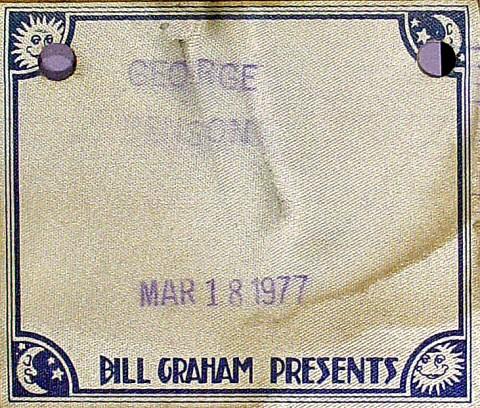 GEORGE
MAR 18 1977
BILL GRAHAM PRESENTS